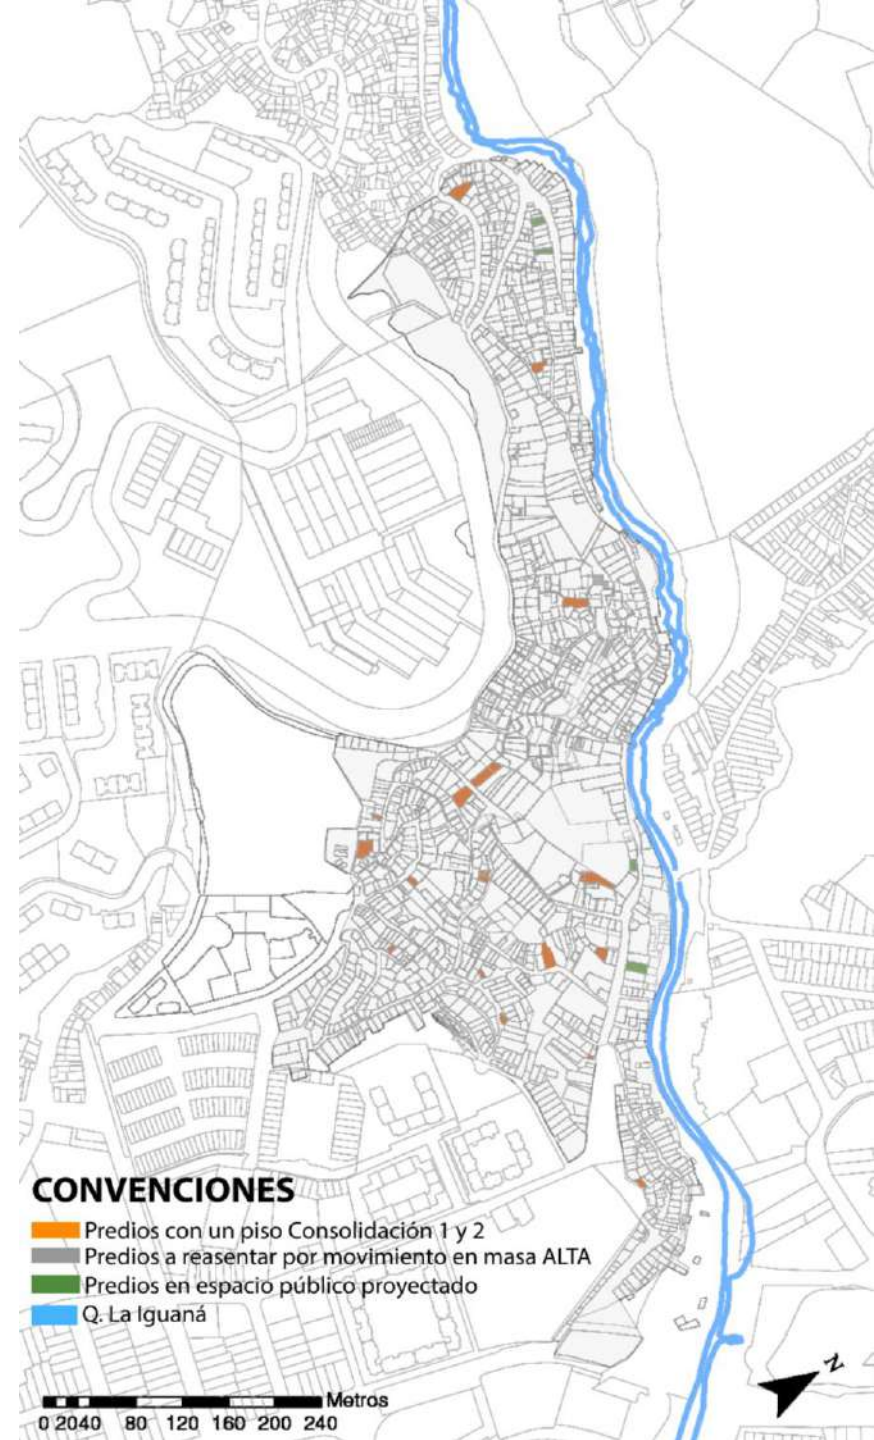 CONVENCIONES
Predios con un piso Consolidación 1 y 2
Predios a reasentar por movimiento en masa ALTA
Predios en espacio público proyectado
Q. La Iguaná
N
Metros
0 20 40 80 120 160 200 240